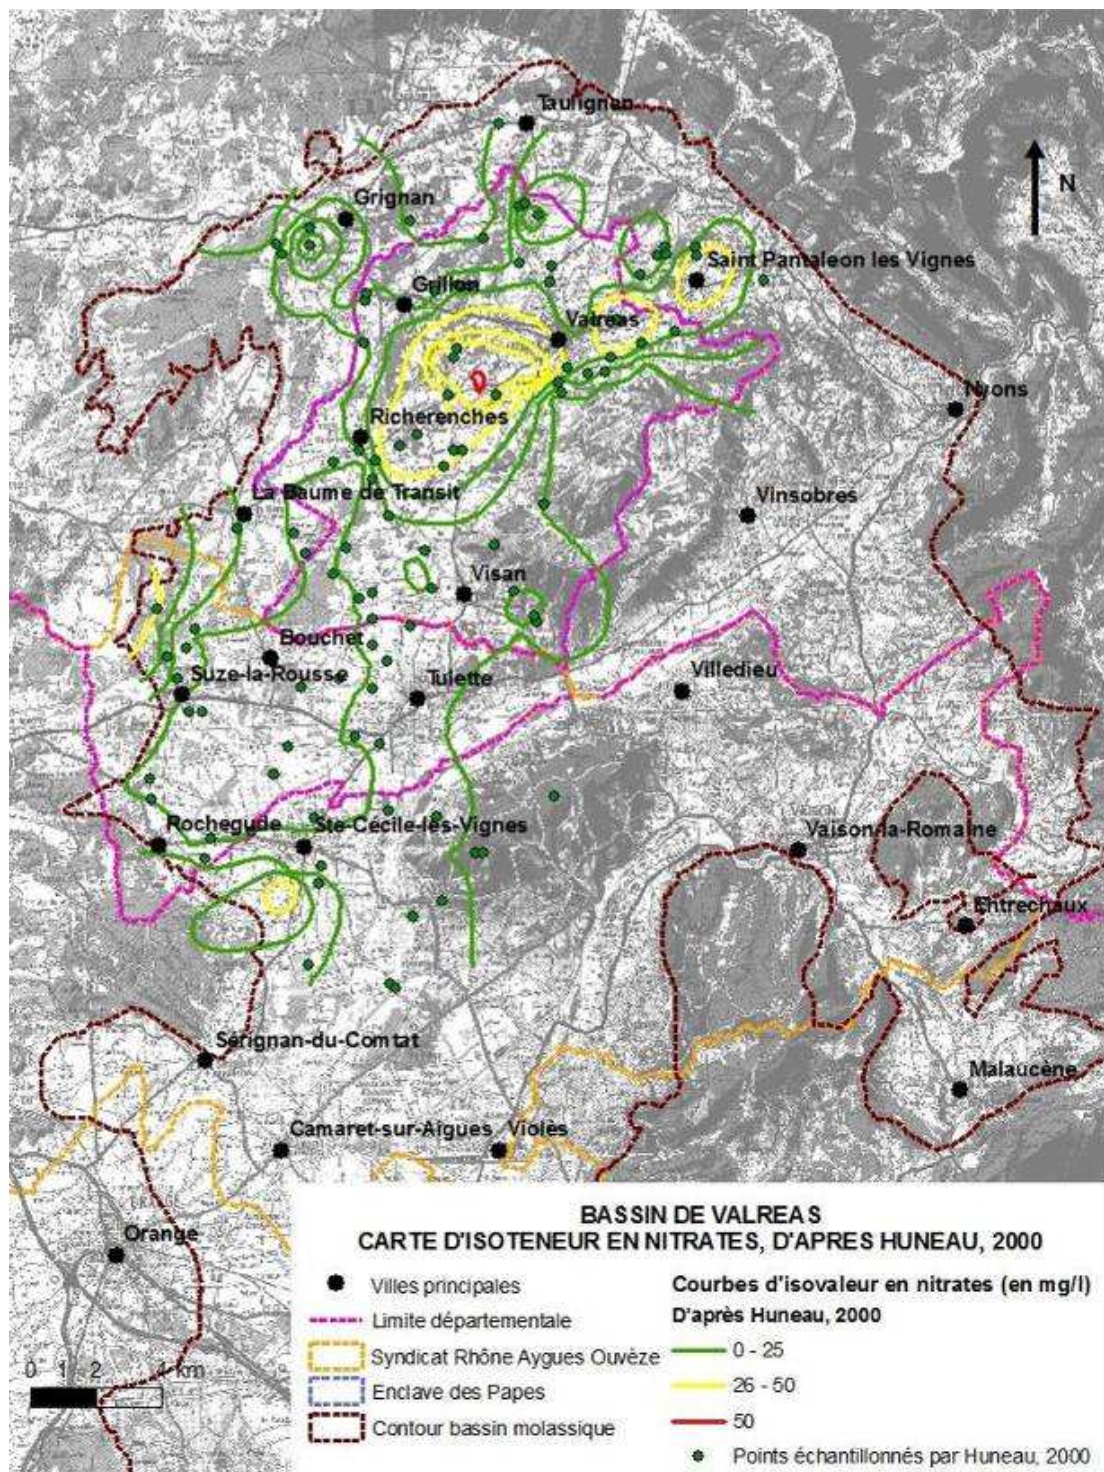 Taulignan
N
Grignan
Saint Pantaleon les Vignes
Grillon
Valreas
Nyons
Richerenches
La Baume de Transit
Vinsobres
Visan
Bouchet
Suze-la-Rousse
Tulette
Villedieu
Rochegude
Ste-Cécile-les-Vignes
Vaison-la-Romaine
Entrechaux
Sérignan-du-Comtat
Malaucène
Camaret-sur-Aigues
Violès
Orange
0 1 2 4 km
BASSIN DE VALREAS
CARTE D'ISOTENEUR EN NITRATES, D'APRES HUNEAU, 2000
Villes principales
Limite départementale
Syndicat Rhône Aygues Ouvèze
Enclave des Papes
Contour bassin molassique
Courbes d'isovaleur en nitrates (en mg/l)
D'après Huneau, 2000
0 - 25
26 - 50
50
Points échantillonnés par Huneau, 2000